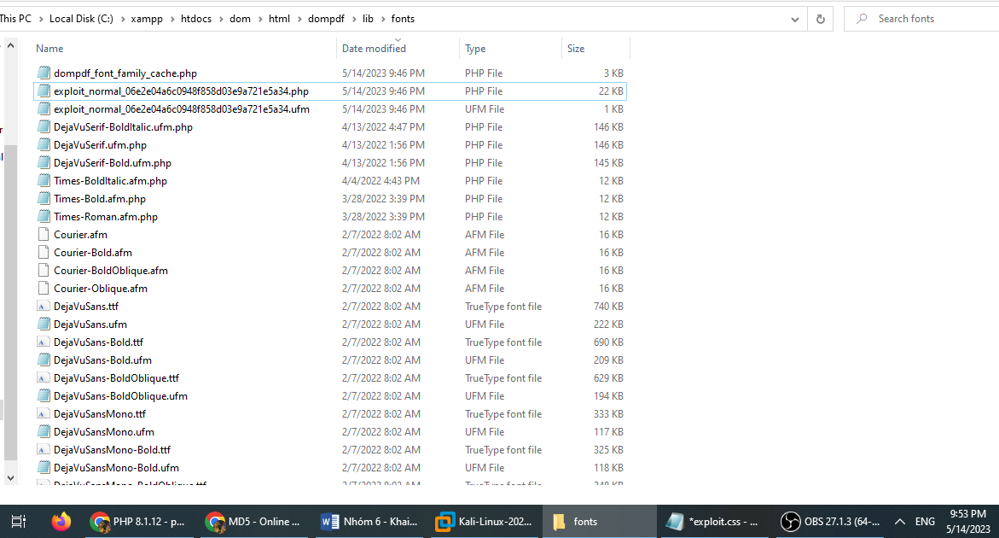 This PC > Local Disk (C:) > xampp > htdocs > dom > html > dompdf > lib > fonts Search fonts
Name Date modified Type Size
dompdf_font_family_cache.php 5/14/2023 9:46 PM PHP File 3 KB
exploit_normal_06e2e04a6c0948f858d03e9a721e5a34.php 5/14/2023 9:46 PM PHP File 22 KB
exploit_normal_06e2e04a6c0948f858d03e9a721e5a34.ufm 5/14/2023 9:46 PM UFM File 1 KB
DejaVuSerif-BoldItalic.ufm.php 4/13/2022 4:47 PM PHP File 146 KB
DejaVuSerif.ufm.php 4/13/2022 1:56 PM PHP File 146 KB
DejaVuSerif-Bold.ufm.php 4/13/2022 1:56 PM PHP File 145 KB
Times-BoldItalic.afm.php 4/4/2022 4:43 PM PHP File 12 KB
Times-Bold.afm.php 3/28/2022 3:39 PM PHP File 12 KB
Times-Roman.afm.php 3/28/2022 3:39 PM PHP File 12 KB
Courier.afm 2/7/2022 8:02 AM AFM File 16 KB
Courier-Bold.afm 2/7/2022 8:02 AM AFM File 16 KB
Courier-BoldOblique.afm 2/7/2022 8:02 AM AFM File 16 KB
Courier-Oblique.afm 2/7/2022 8:02 AM AFM File 16 KB
DejaVuSans.ttf 2/7/2022 8:02 AM TrueType font file 740 KB
DejaVuSans.ufm 2/7/2022 8:02 AM UFM File 222 KB
DejaVuSans-Bold.ttf 2/7/2022 8:02 AM TrueType font file 690 KB
DejaVuSans-Bold.ufm 2/7/2022 8:02 AM UFM File 209 KB
DejaVuSans-BoldOblique.ttf 2/7/2022 8:02 AM TrueType font file 629 KB
DejaVuSans-BoldOblique.ufm 2/7/2022 8:02 AM UFM File 194 KB
DejaVuSansMono.ttf 2/7/2022 8:02 AM TrueType font file 333 KB
DejaVuSansMono.ufm 2/7/2022 8:02 AM UFM File 117 KB
DejaVuSansMono-Bold.ttf 2/7/2022 8:02 AM TrueType font file 325 KB
DejaVuSansMono-Bold.ufm 2/7/2022 8:02 AM UFM File 118 KB
DejaVuSansMono-BoldOblique.ttf 2/7/2022 8:02 AM TrueType font file 248 KB
PHP 8.1.12 - p... MD5 - Online ... Nhóm 6 - Khai... Kali-Linux-202... fonts *exploit.css - ... OBS 27.1.3 (64-... ENG 9:53 PM
5/14/2023